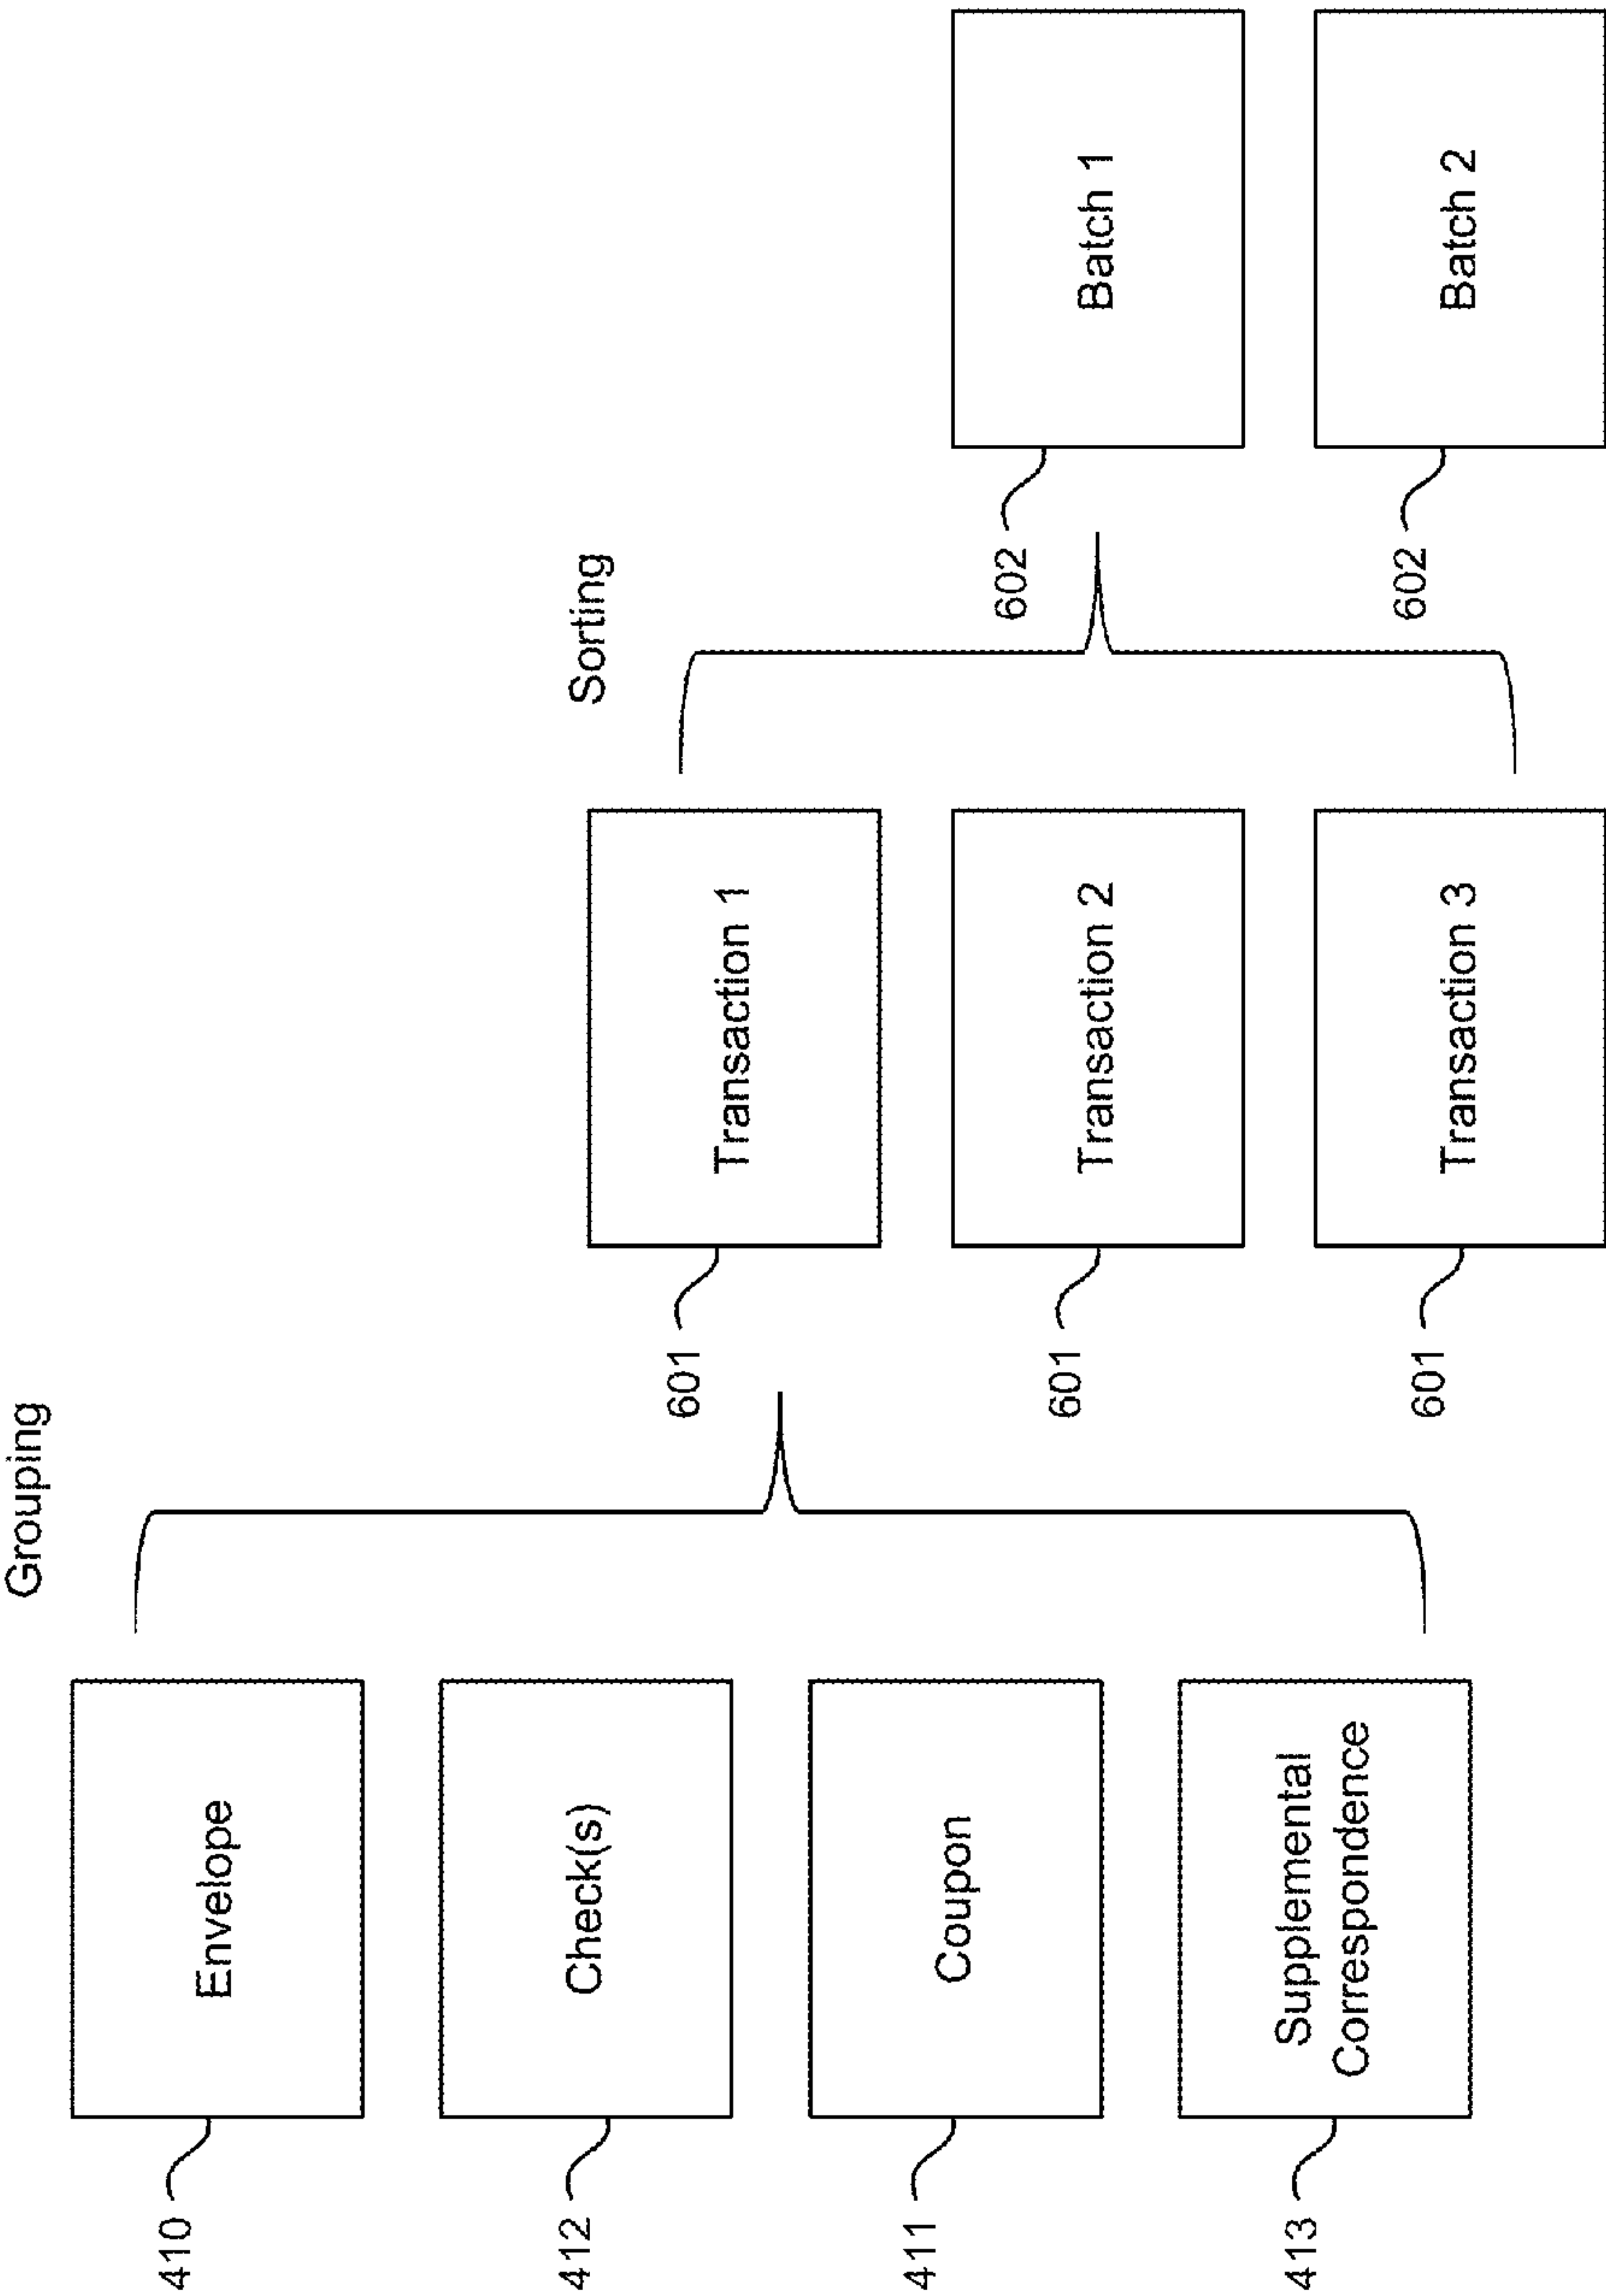 Grouping
Sorting
410
Envelope
412
Check(s)
411
Coupon
413
Supplemental
Correspondence
601
Transaction 1
601
Transaction 2
601
Transaction 3
602
Batch 1
602
Batch 2